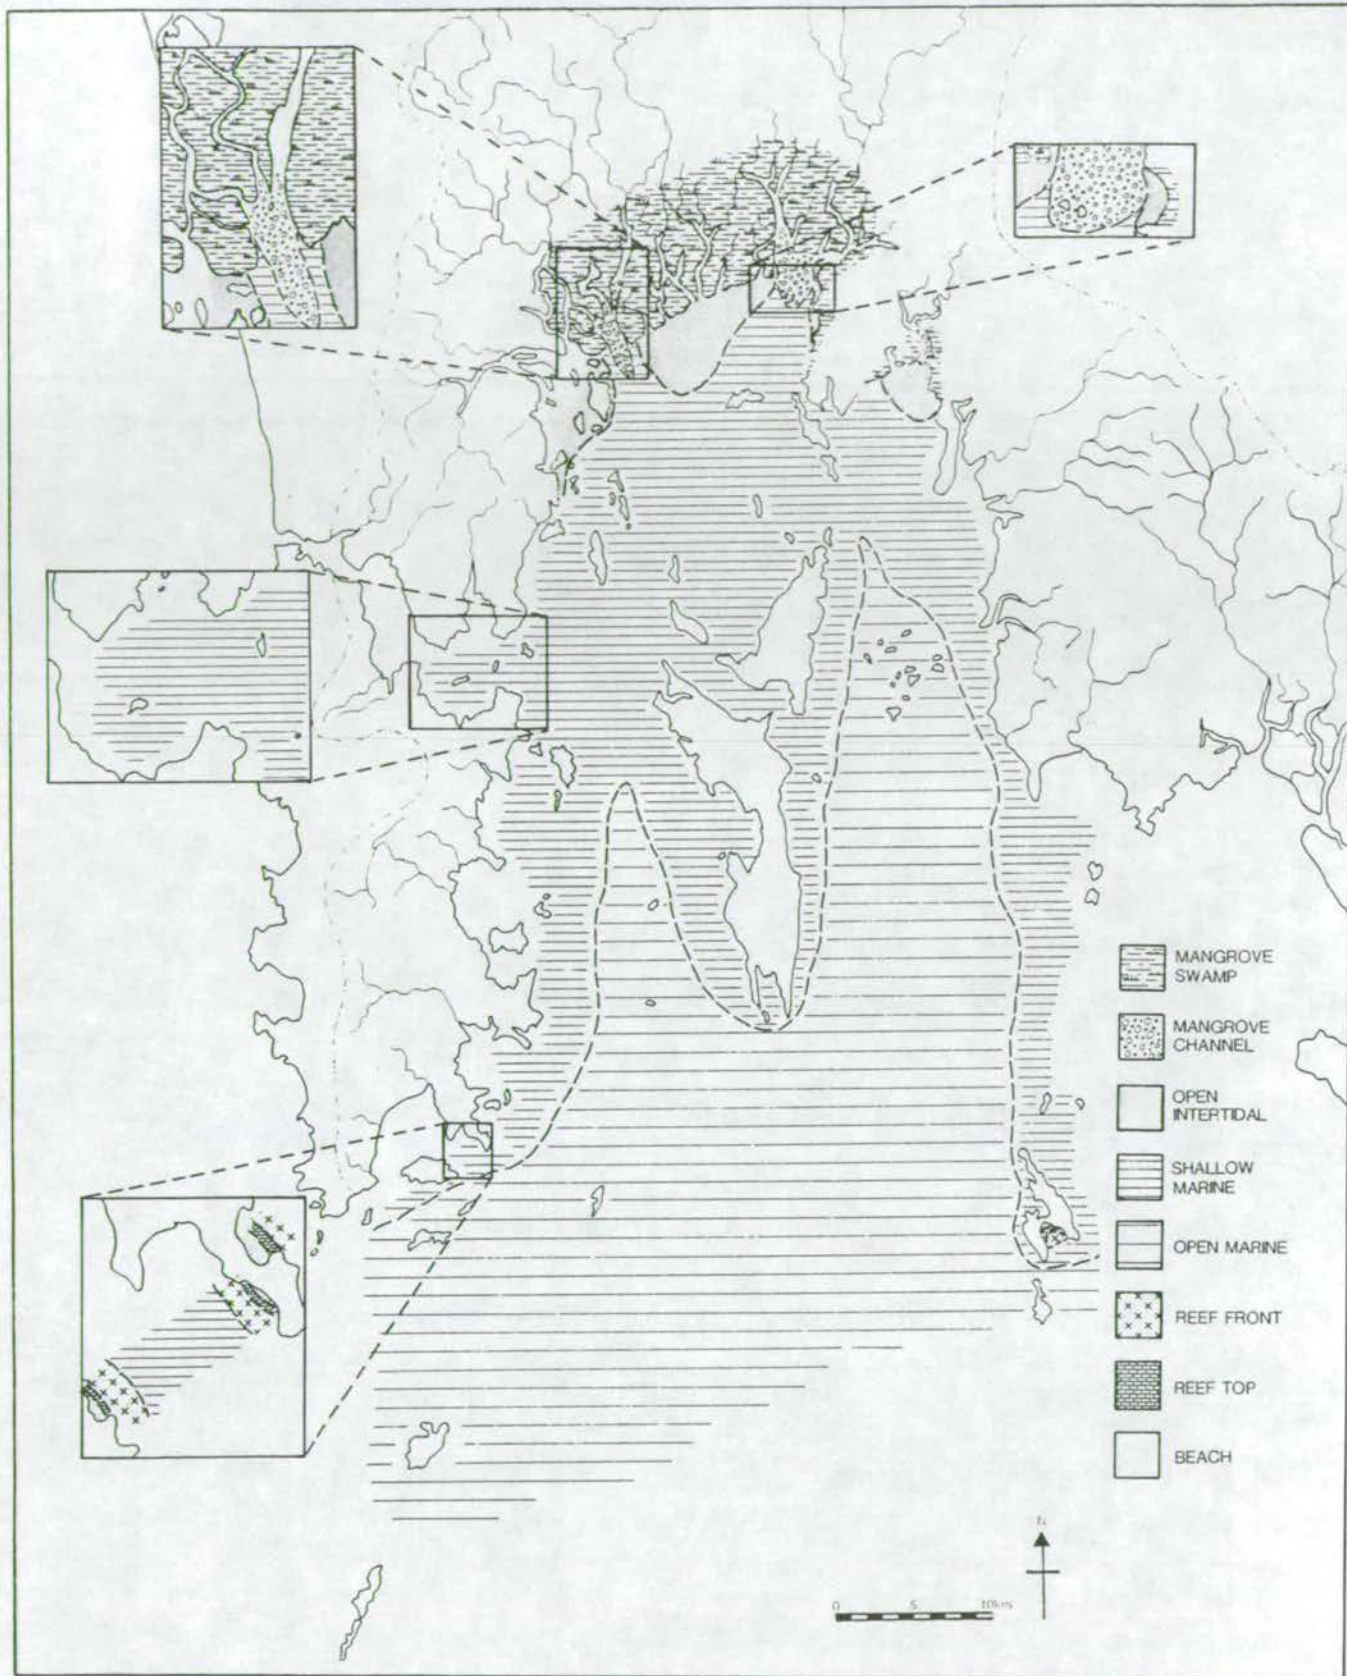 MANGROVE
SWAMP
MANGROVE
CHANNEL
OPEN
INTERTIDAL
SHALLOW
MARINE
OPEN MARINE
REEF FRONT
REEF TOP
BEACH
N
0 5 10km